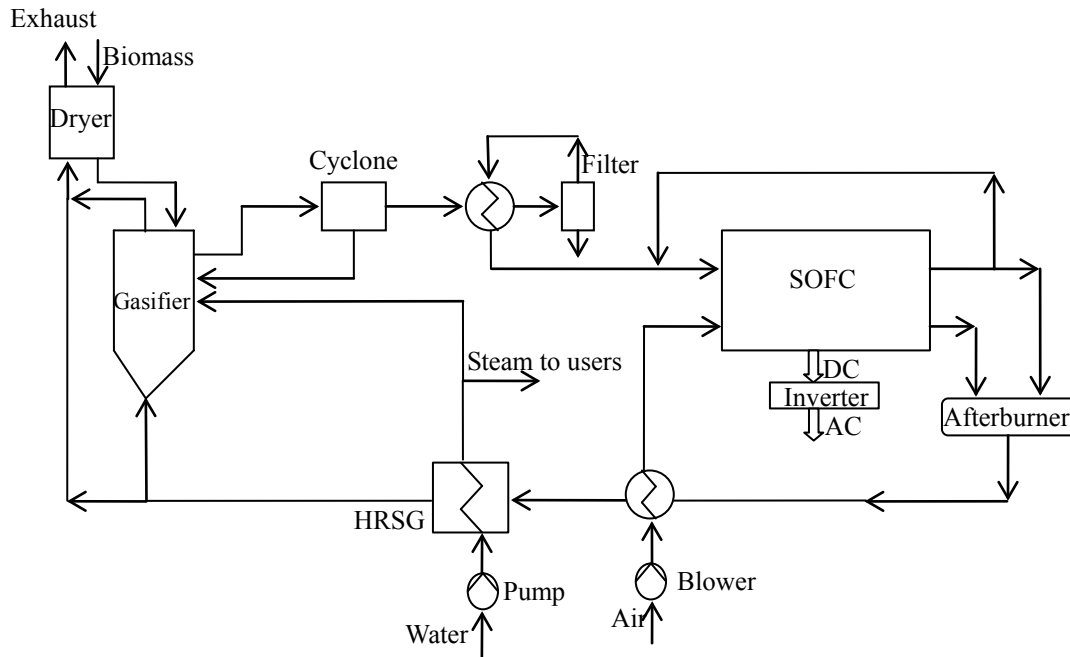 Exhaust
Biomass
Dryer
Cyclone
Filter
Gasifier
SOFC
Steam to users
DC
Inverter
AC
Afterburner
HRSG
Pump
Blower
Water
Air